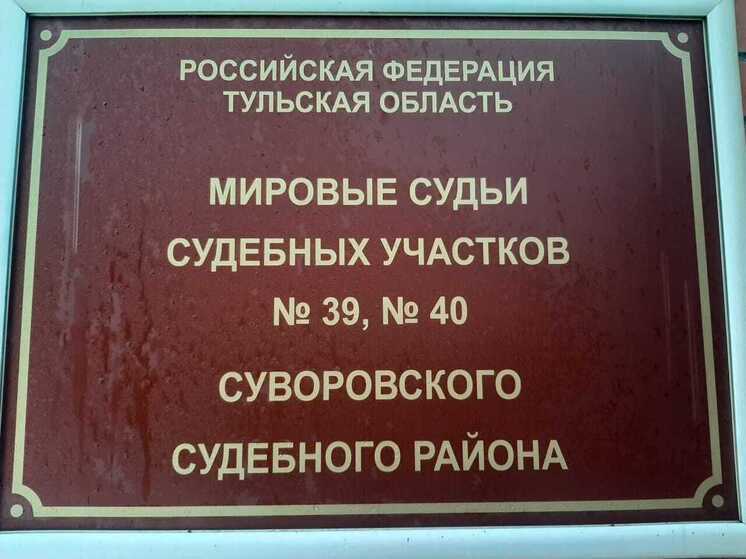 РОССИЙСКАЯ ФЕДЕРАЦИЯ
ТУЛЬСКАЯ ОБЛАСТЬ
МИРОВЫЕ СУДЬИ
СУДЕБНЫХ УЧАСТКОВ
№ 39, № 40
СУВОРОВСКОГО
СУДЕБНОГО РАЙОНА